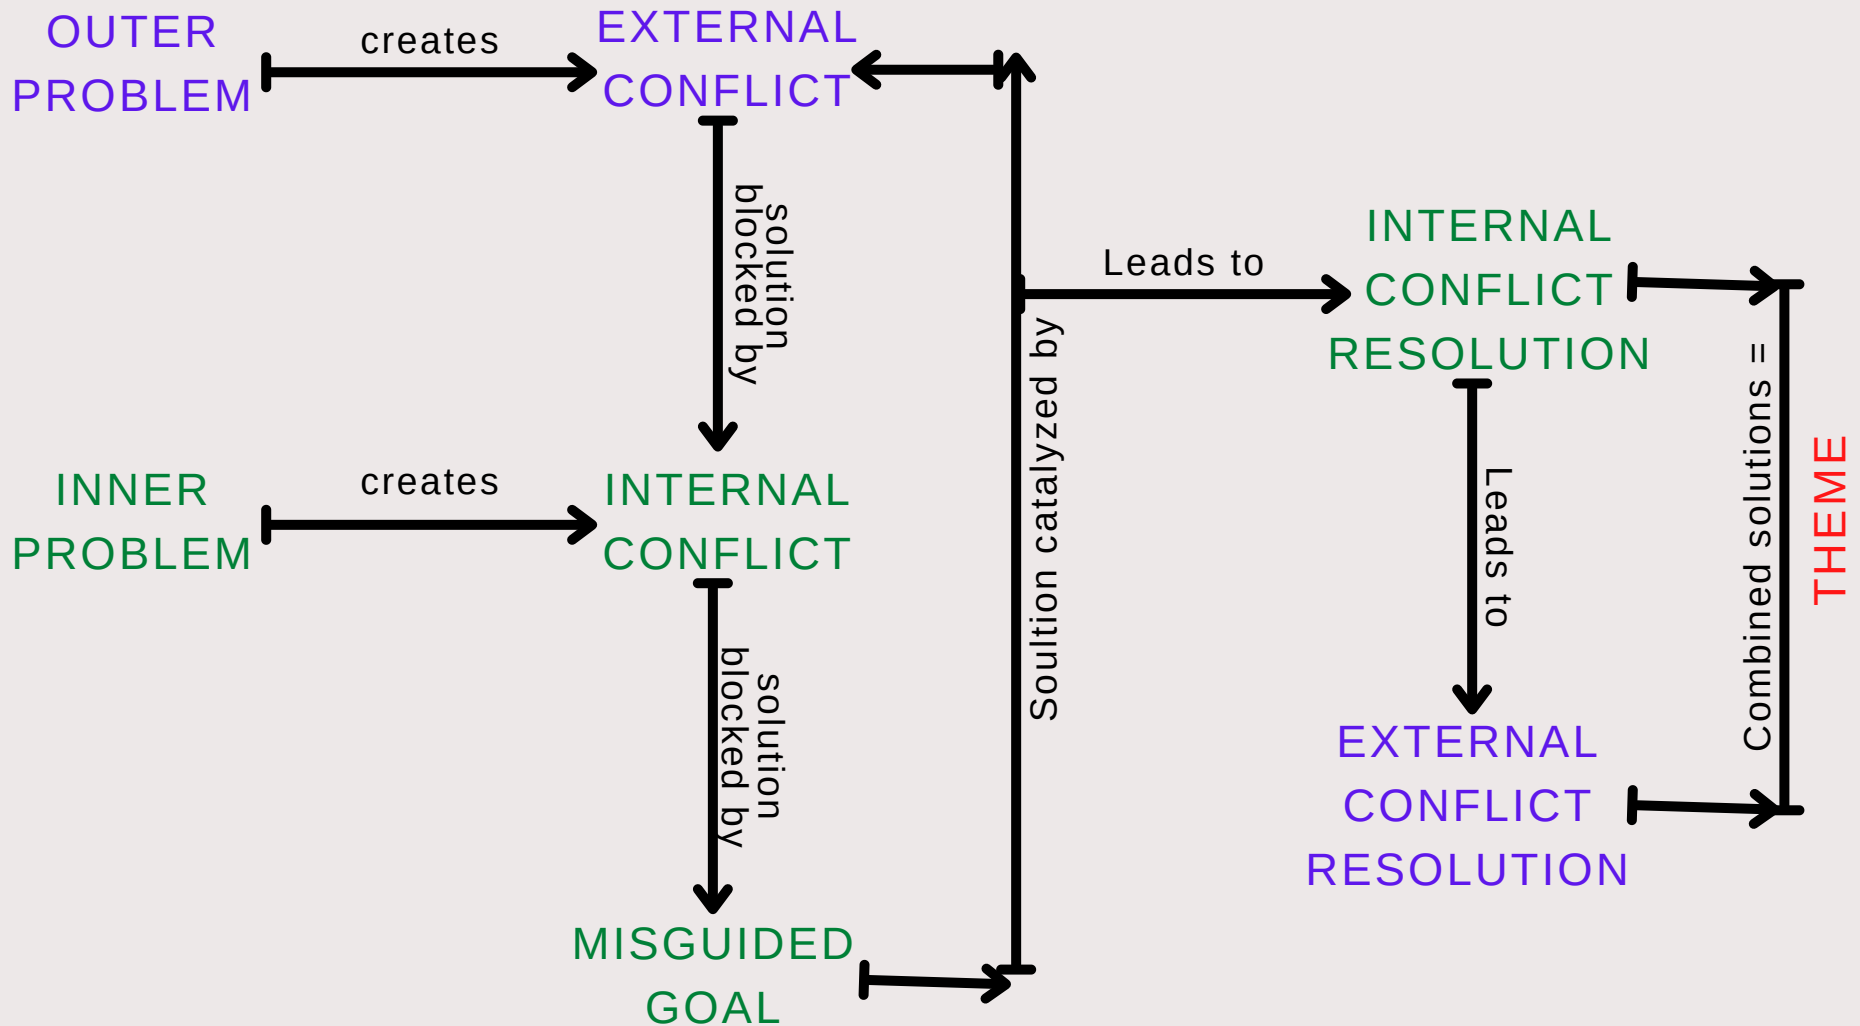 OUTER
PROBLEM
creates
EXTERNAL
CONFLICT
solution
blocked by
INNER
PROBLEM
creates
INTERNAL
CONFLICT
solution
blocked by
MISGUIDED
GOAL
Soultion catalyzed by
Leads to
INTERNAL
CONFLICT
RESOLUTION
Leads to
EXTERNAL
CONFLICT
RESOLUTION
Combined solutions =
THEME